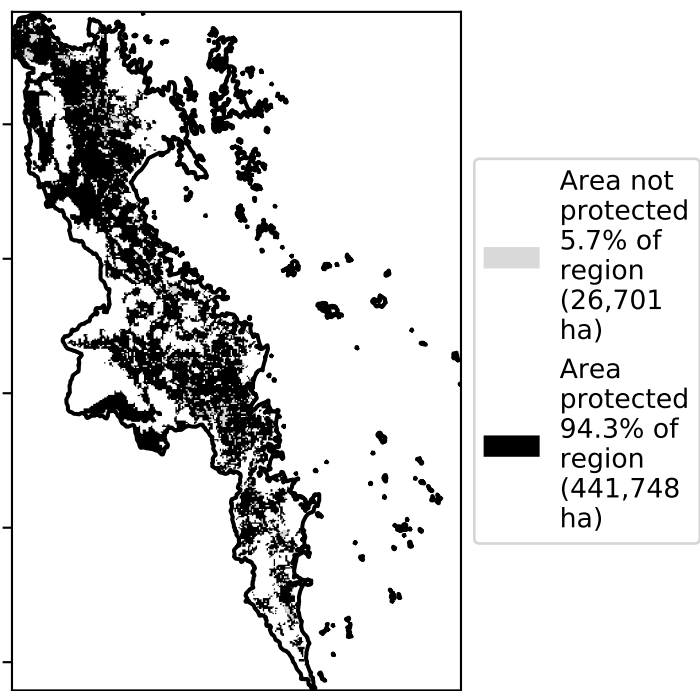 Area not
protected
5.7% of
region
(26,701
ha)
Area
protected
94.3% of
region
(441,748
ha)